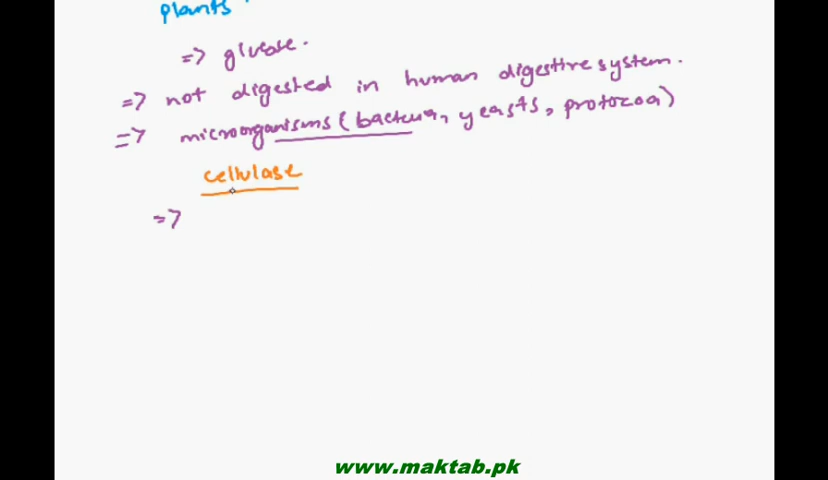 plants
=> glucose.
=> not digested in human digestive system.
=> microorganisms (bacteria, yeasts, protozoa)
cellulase
=>
www.maktab.pk